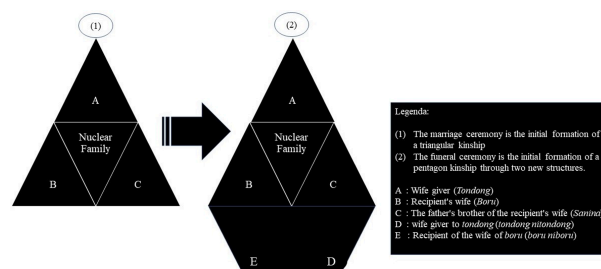 (1)
A
Nuclear
Family
B
C
(2)
A
Nuclear
Family
B
C
E
D
Legenda:
(1) The marriage ceremony is the initial formation of
a triangular kinship
(2) The funeral ceremony is the initial formation of a
pentagon kinship through two new structures.
A : Wife giver (Tondong)
B : Recipient's wife (Boru)
C : The father's brother of the recipient's wife (Sanina)
D : wife giver to tondong (tondong nitondong)
E : Recipient of the wife of boru (boru niboru)